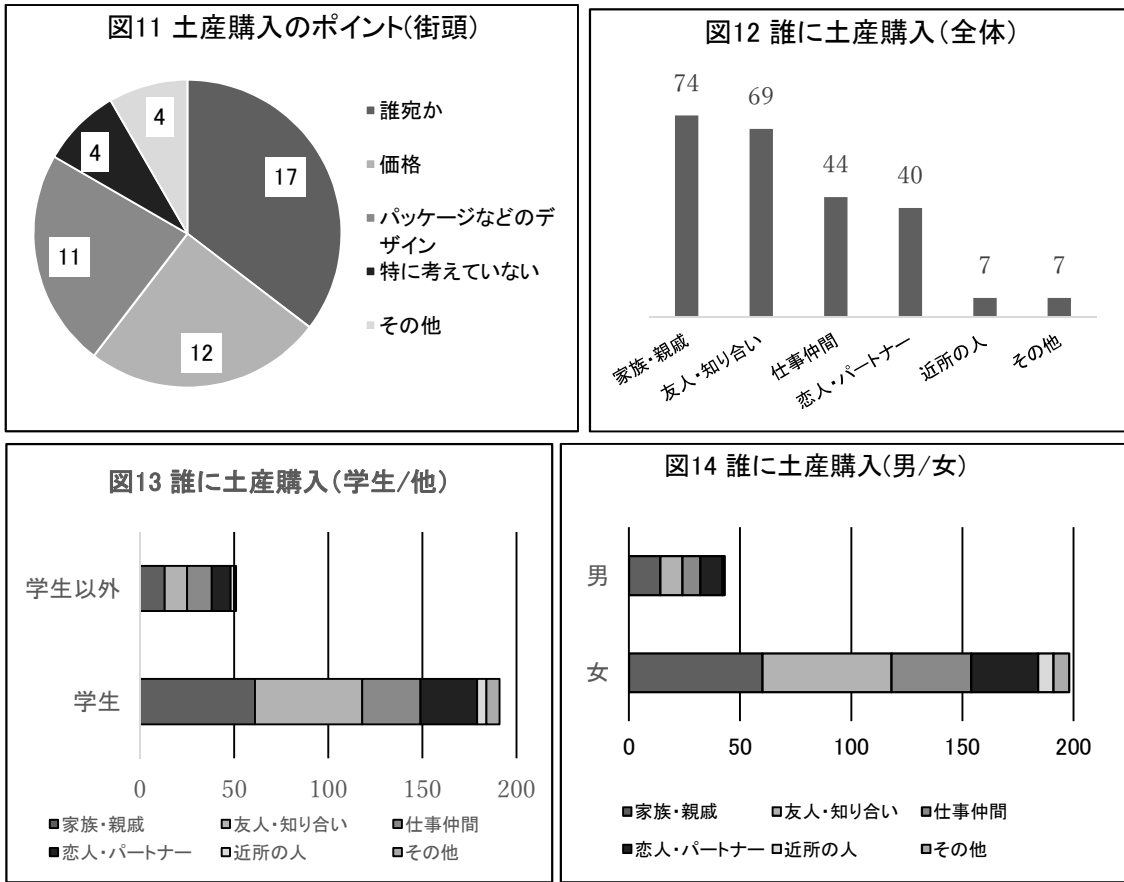 図11 土産購入のポイント(街頭)
4
4
17
11
12
誰宛か
価格
パッケージなどのデ
ザイン
特に考えていない
その他
図12 誰に土産購入(全体)
74
69
44
40
7
7
家族・親戚
友人・知り合い
仕事仲間
恋人・パートナー
近所の人
その他
図13 誰に土産購入(学生/他)
学生以外
学生
0 50 100 150 200
家族・親戚 友人・知り合い 仕事仲間
恋人・パートナー 近所の人 その他
図14 誰に土産購入(男/女)
男
女
0 50 100 150 200
家族・親戚 友人・知り合い 仕事仲間
恋人・パートナー 近所の人 その他